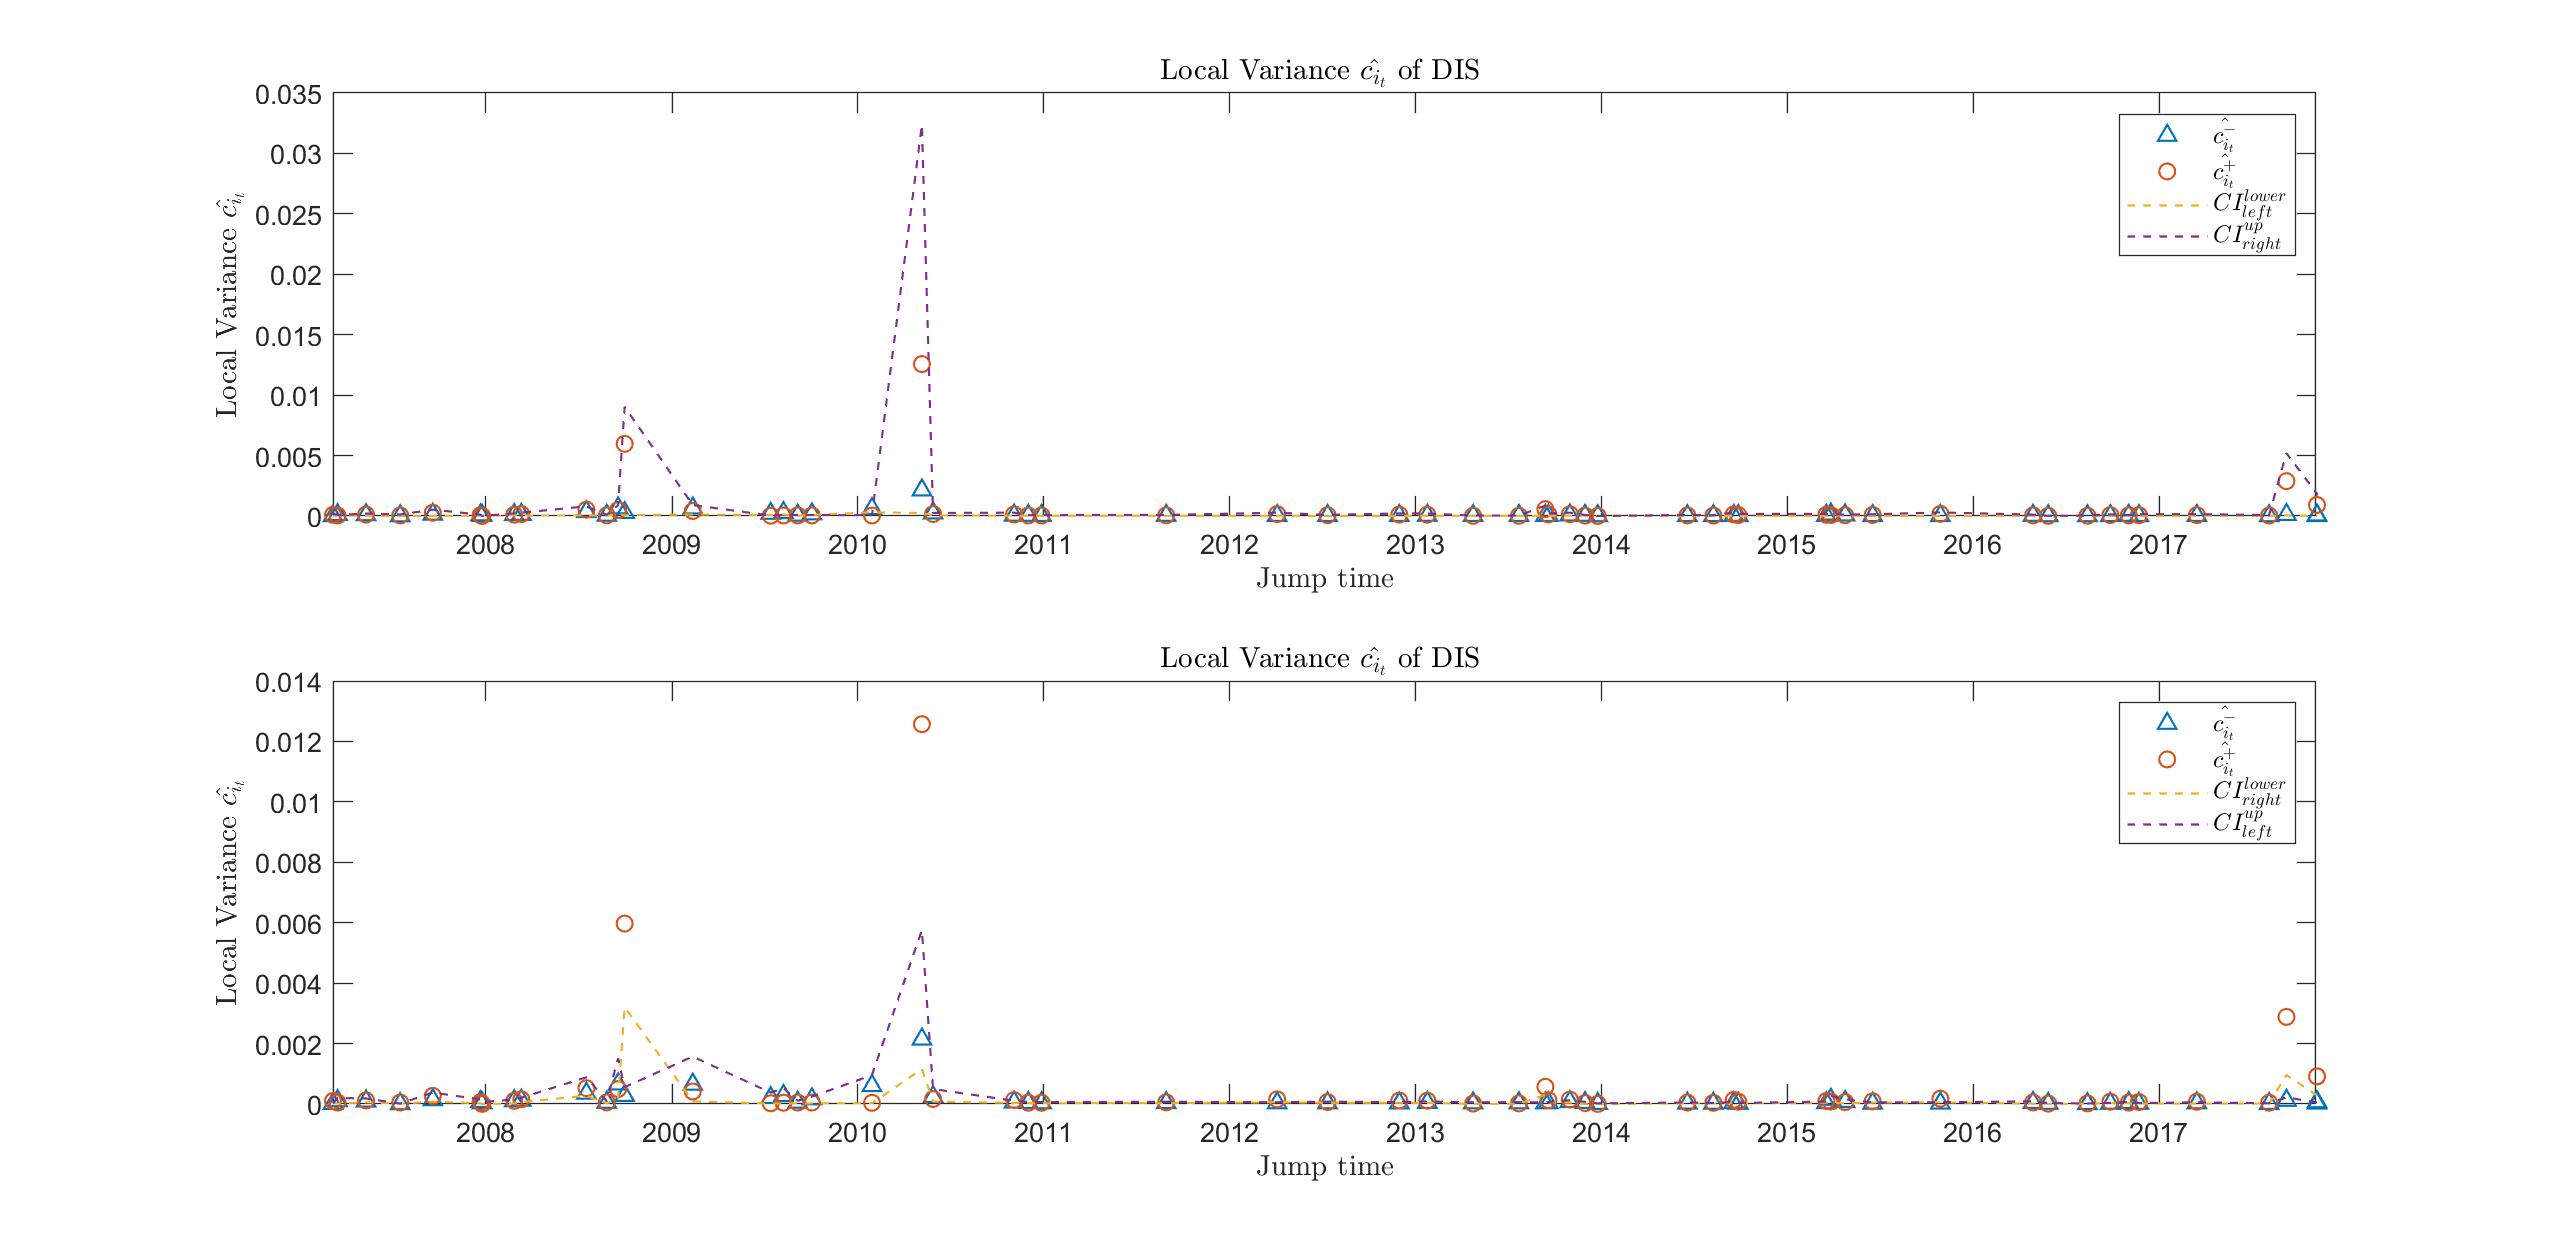 Local Variance ĉ_{i_t} of DIS
0.035
0.03
0.025
0.02
0.015
0.01
0.005
0
Local Variance ĉ_{i_t}
2008 2009 2010 2011 2012 2013 2014 2015 2016 2017
Jump time
ĉ^-_{i_t}
ĉ^+_{i_t}
CI^{lower}_{left}
CI^{up}_{right}
Local Variance ĉ_{i_t} of DIS
0.014
0.012
0.01
0.008
0.006
0.004
0.002
0
Local Variance ĉ_{i_t}
2008 2009 2010 2011 2012 2013 2014 2015 2016 2017
Jump time
ĉ^-_{i_t}
ĉ^+_{i_t}
CI^{lower}_{right}
CI^{up}_{left}